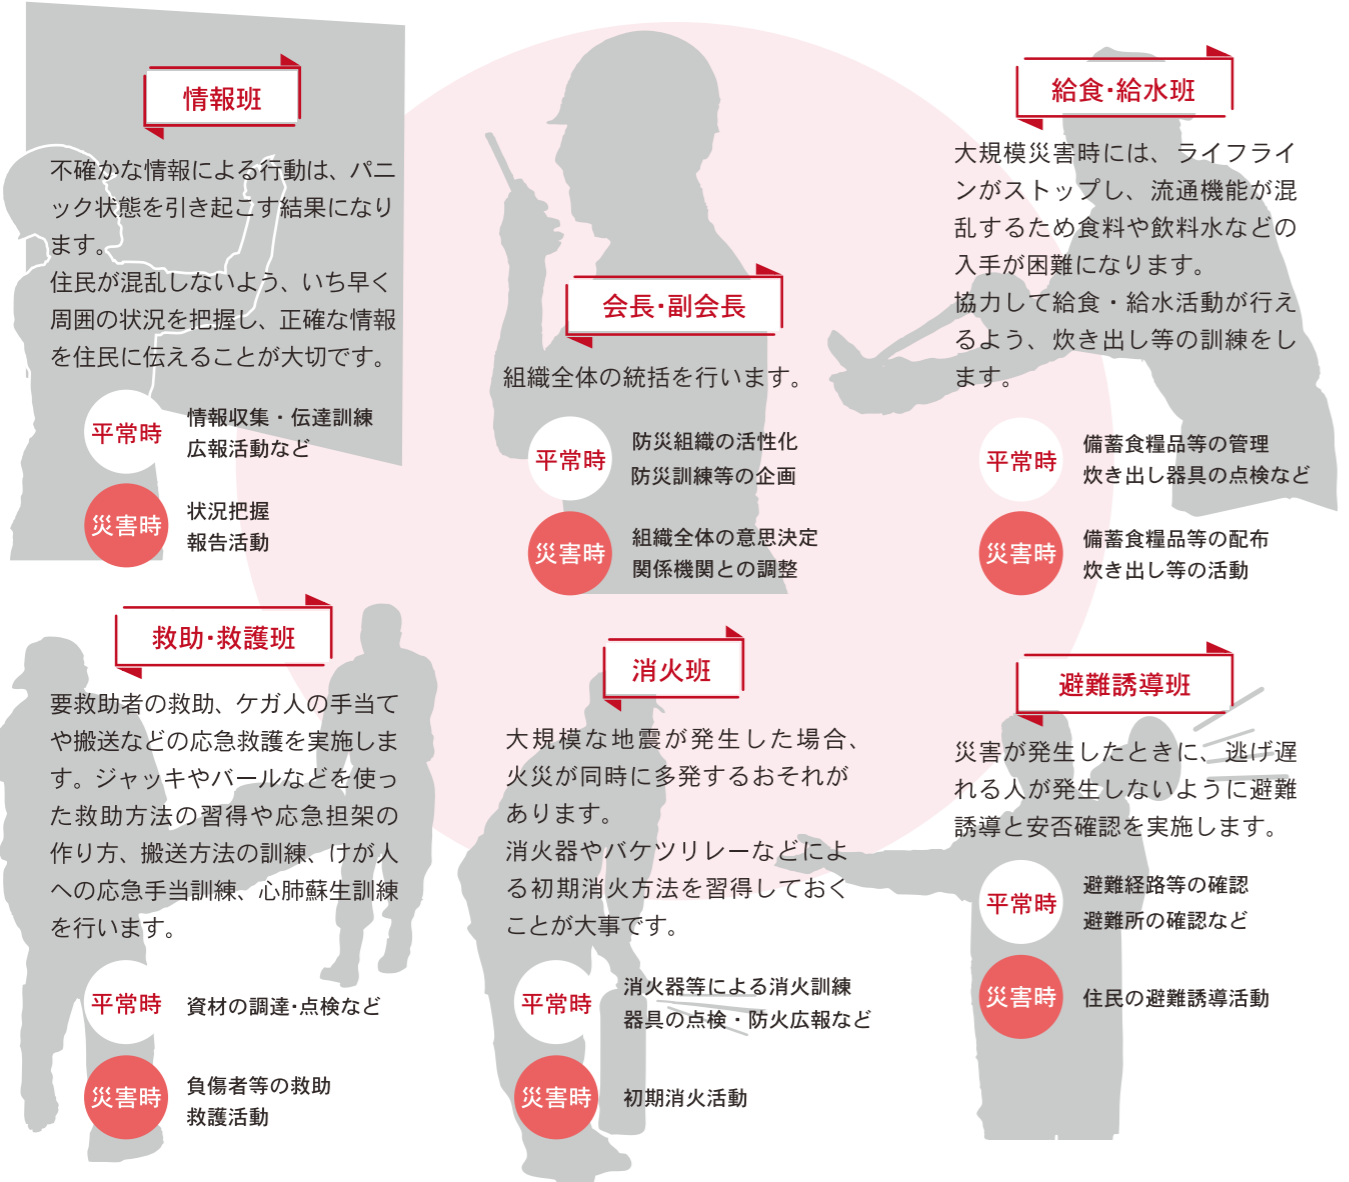 情報班
不確かな情報による行動は、パニ
ック状態を引き起こす結果になり
ます。
住民が混乱しないよう、いち早く
周囲の状況を把握し、正確な情報
を住民に伝えることが大切です。
平常時
情報収集・伝達訓練
広報活動など
災害時
状況把握
報告活動
会長・副会長
組織全体の統括を行います。
平常時
防災組織の活性化
防災訓練等の企画
災害時
組織全体の意思決定
関係機関との調整
給食・給水班
大規模災害時には、ライフライ
ンがストップし、流通機能が混
乱するため食料や飲料水などの
入手が困難になります。
協力して給食・給水活動が行え
るよう、炊き出し等の訓練をし
ます。
平常時
備蓄食糧品等の管理
炊き出し器具の点検など
災害時
備蓄食糧品等の配布
炊き出し等の活動
救助・救護班
要救助者の救助、ケガ人の手当て
や搬送などの応急救護を実施しま
す。ジャッキやバールなどを使っ
た救助方法の習得や応急担架の
作り方、搬送方法の訓練、けが人
への応急手当訓練、心肺蘇生訓練
を行います。
平常時
資材の調達・点検など
災害時
負傷者等の救助
救護活動
消火班
大規模な地震が発生した場合、
火災が同時に多発するおそれが
あります。
消火器やバケツリレーなどによ
る初期消火方法を習得しておく
ことが大事です。
平常時
消火器等による消火訓練
器具の点検・防火広報など
災害時
初期消火活動
避難誘導班
災害が発生したときに、逃げ遅
れる人が発生しないように避難
誘導と安否確認を実施します。
平常時
避難経路等の確認
避難所の確認など
災害時
住民の避難誘導活動